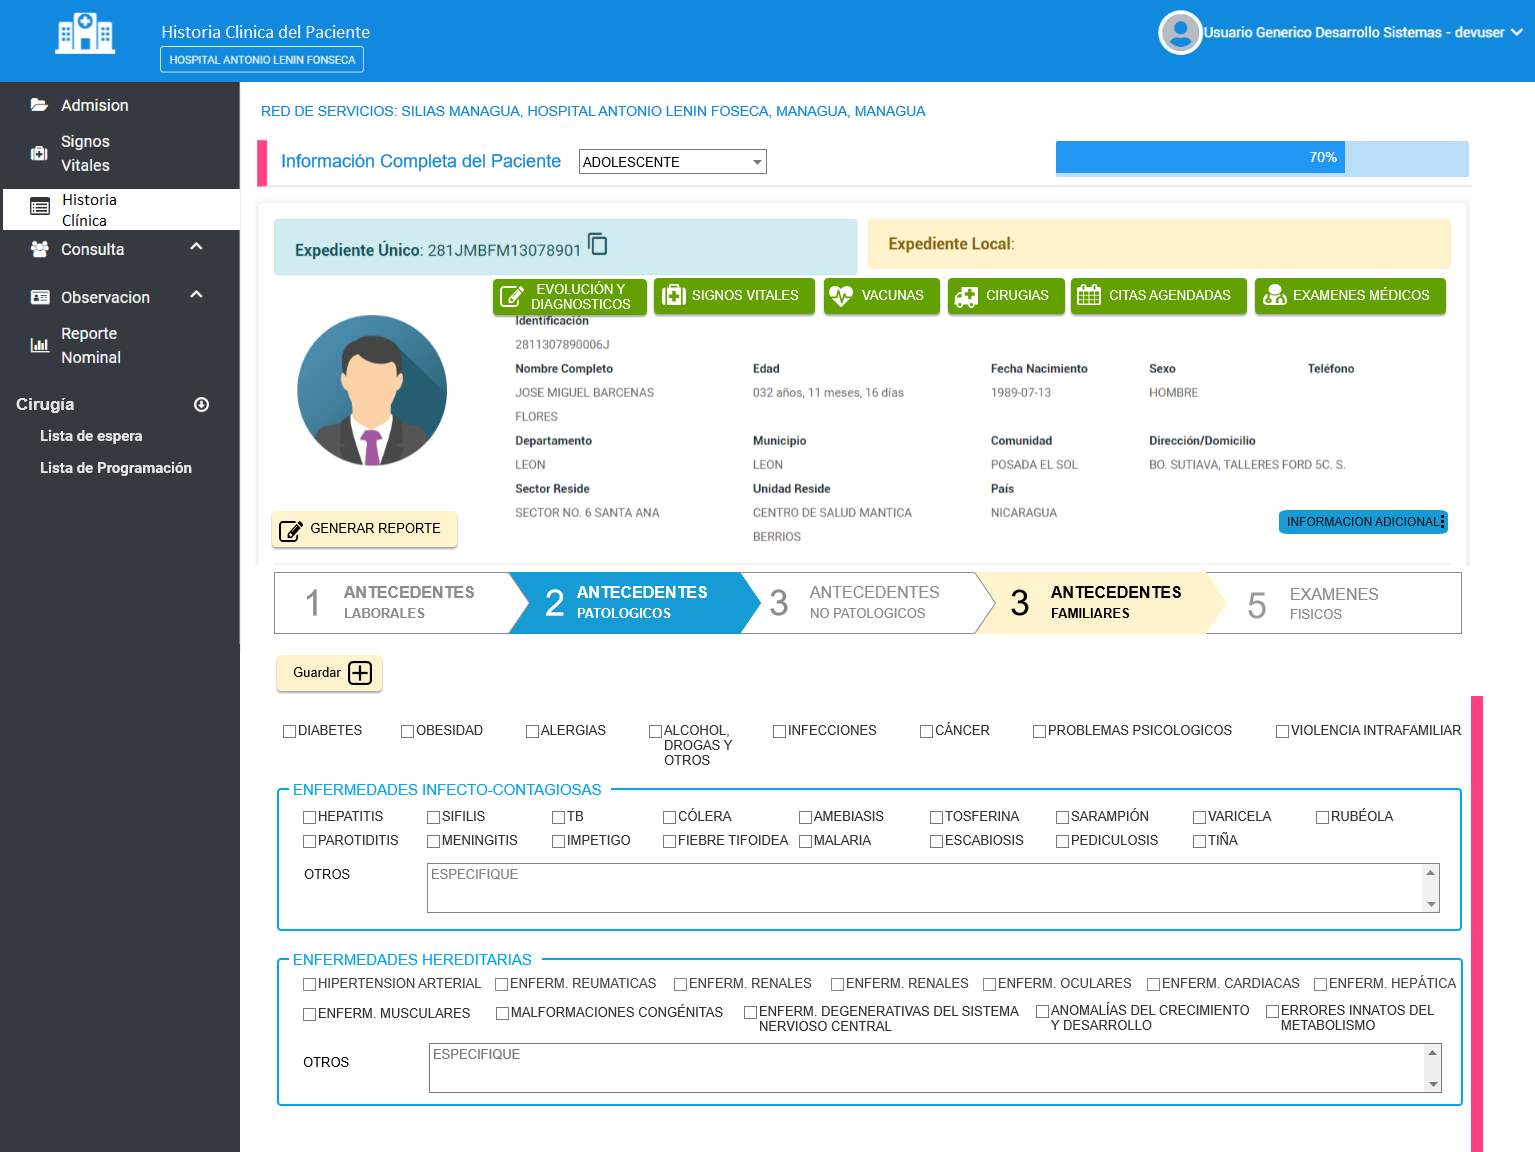 Historia Clinica del Paciente
HOSPITAL ANTONIO LENIN FONSECA
Usuario Generico Desarrollo Sistemas - devuser
Admision
Signos
Vitales
Historia
Clínica
Consulta
Observacion
Reporte
Nominal
Cirugía
Lista de espera
Lista de Programación
RED DE SERVICIOS: SILIAS MANAGUA, HOSPITAL ANTONIO LENIN FOSECA, MANAGUA, MANAGUA
Información Completa del Paciente
ADOLESCENTE
70%
Expediente Único: 281JMBFM13078901
Expediente Local:
EVOLUCIÓN Y
DIAGNOSTICOS
SIGNOS VITALES
VACUNAS
CIRUGIAS
CITAS AGENDADAS
EXAMENES MÉDICOS
Identificación
2811307890006J
Nombre Completo
JOSE MIGUEL BARCENAS
FLORES
Edad
032 años, 11 meses, 16 días
Fecha Nacimiento
1989-07-13
Sexo
HOMBRE
Teléfono
Departamento
LEON
Municipio
LEON
Comunidad
POSADA EL SOL
Dirección/Domicilio
BO. SUTIAVA, TALLERES FORD 5C. S.
Sector Reside
SECTOR NO. 6 SANTA ANA
Unidad Reside
CENTRO DE SALUD MANTICA
BERRIOS
País
NICARAGUA
GENERAR REPORTE
INFORMACION ADICIONAL
1 ANTECEDENTES
LABORALES
2 ANTECEDENTES
PATOLOGICOS
3 ANTECEDENTES
NO PATOLOGICOS
3 ANTECEDENTES
FAMILIARES
5 EXAMENES
FISICOS
Guardar
DIABETES
OBESIDAD
ALERGIAS
ALCOHOL,
DROGAS Y
OTROS
INFECCIONES
CÁNCER
PROBLEMAS PSICOLOGICOS
VIOLENCIA INTRAFAMILIAR
ENFERMEDADES INFECTO-CONTAGIOSAS
HEPATITIS SIFILIS TB CÓLERA AMEBIASIS TOSFERINA SARAMPIÓN VARICELA RUBÉOLA
PAROTIDITIS MENINGITIS IMPETIGO FIEBRE TIFOIDEA MALARIA ESCABIOSIS PEDICULOSIS TIÑA
OTROS
ESPECIFIQUE
ENFERMEDADES HEREDITARIAS
HIPERTENSION ARTERIAL ENFERM. REUMATICAS ENFERM. RENALES ENFERM. RENALES ENFERM. OCULARES ENFERM. CARDIACAS ENFERM. HEPÁTICA
ENFERM. MUSCULARES
MALFORMACIONES CONGÉNITAS
ENFERM. DEGENERATIVAS DEL SISTEMA
NERVIOSO CENTRAL
ANOMALÍAS DEL CRECIMIENTO
Y DESARROLLO
ERRORES INNATOS DEL
METABOLISMO
OTROS
ESPECIFIQUE